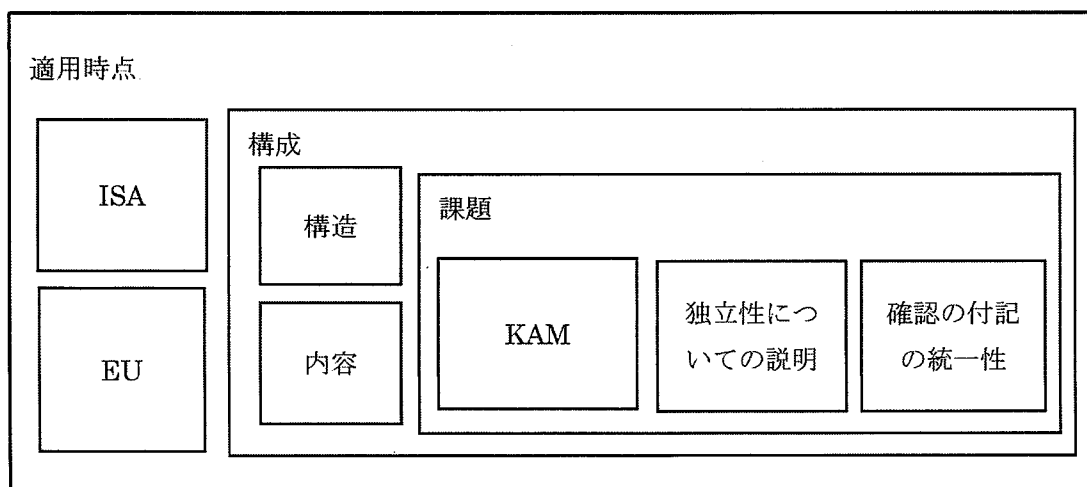 適用時点
ISA
EU
構成
構造
内容
課題
KAM
独立性につ
いての説明
確認の付記
の統一性